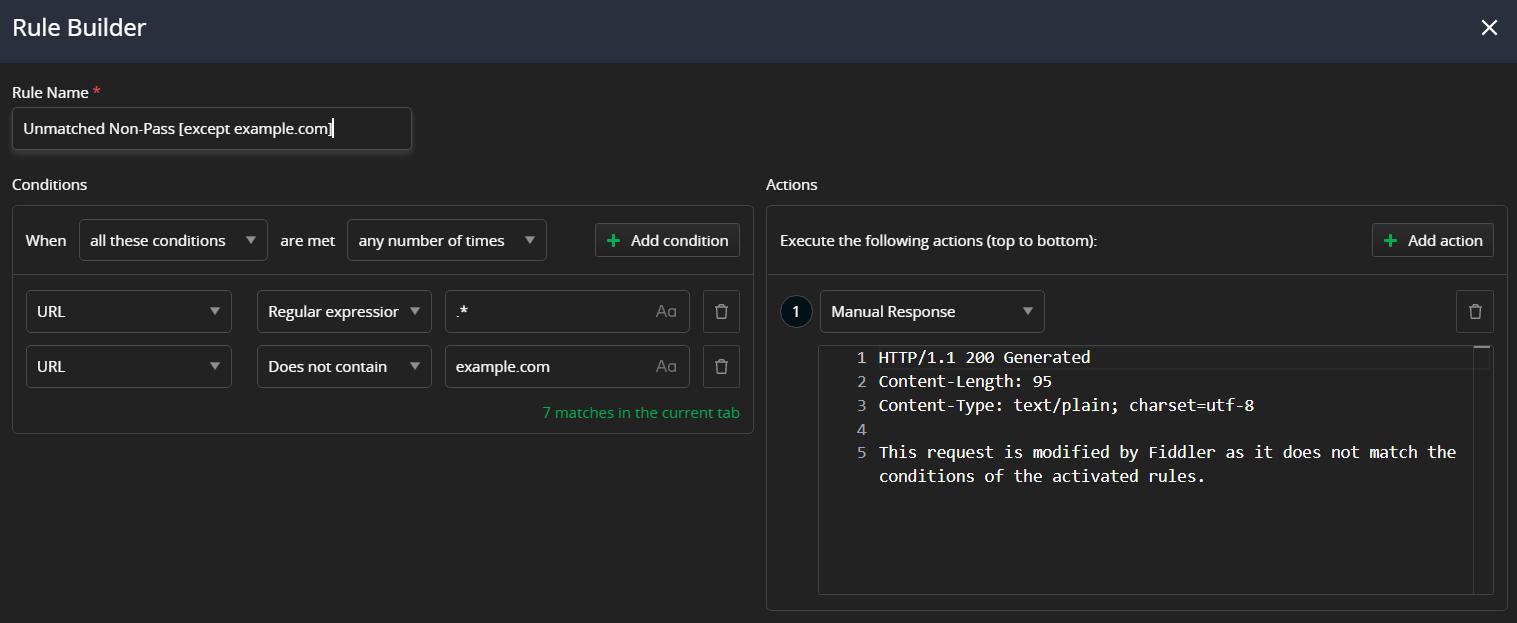 Rule Builder
Rule Name *
Unmatched Non-Pass [except example.com]
Conditions
When all these conditions are met any number of times Add condition
URL Regular expression .* Aa
URL Does not contain example.com Aa
7 matches in the current tab
Actions
Execute the following actions (top to bottom): Add action
1 Manual Response
1 HTTP/1.1 200 Generated
2 Content-Length: 95
3 Content-Type: text/plain; charset=utf-8
4
5 This request is modified by Fiddler as it does not match the
conditions of the activated rules.